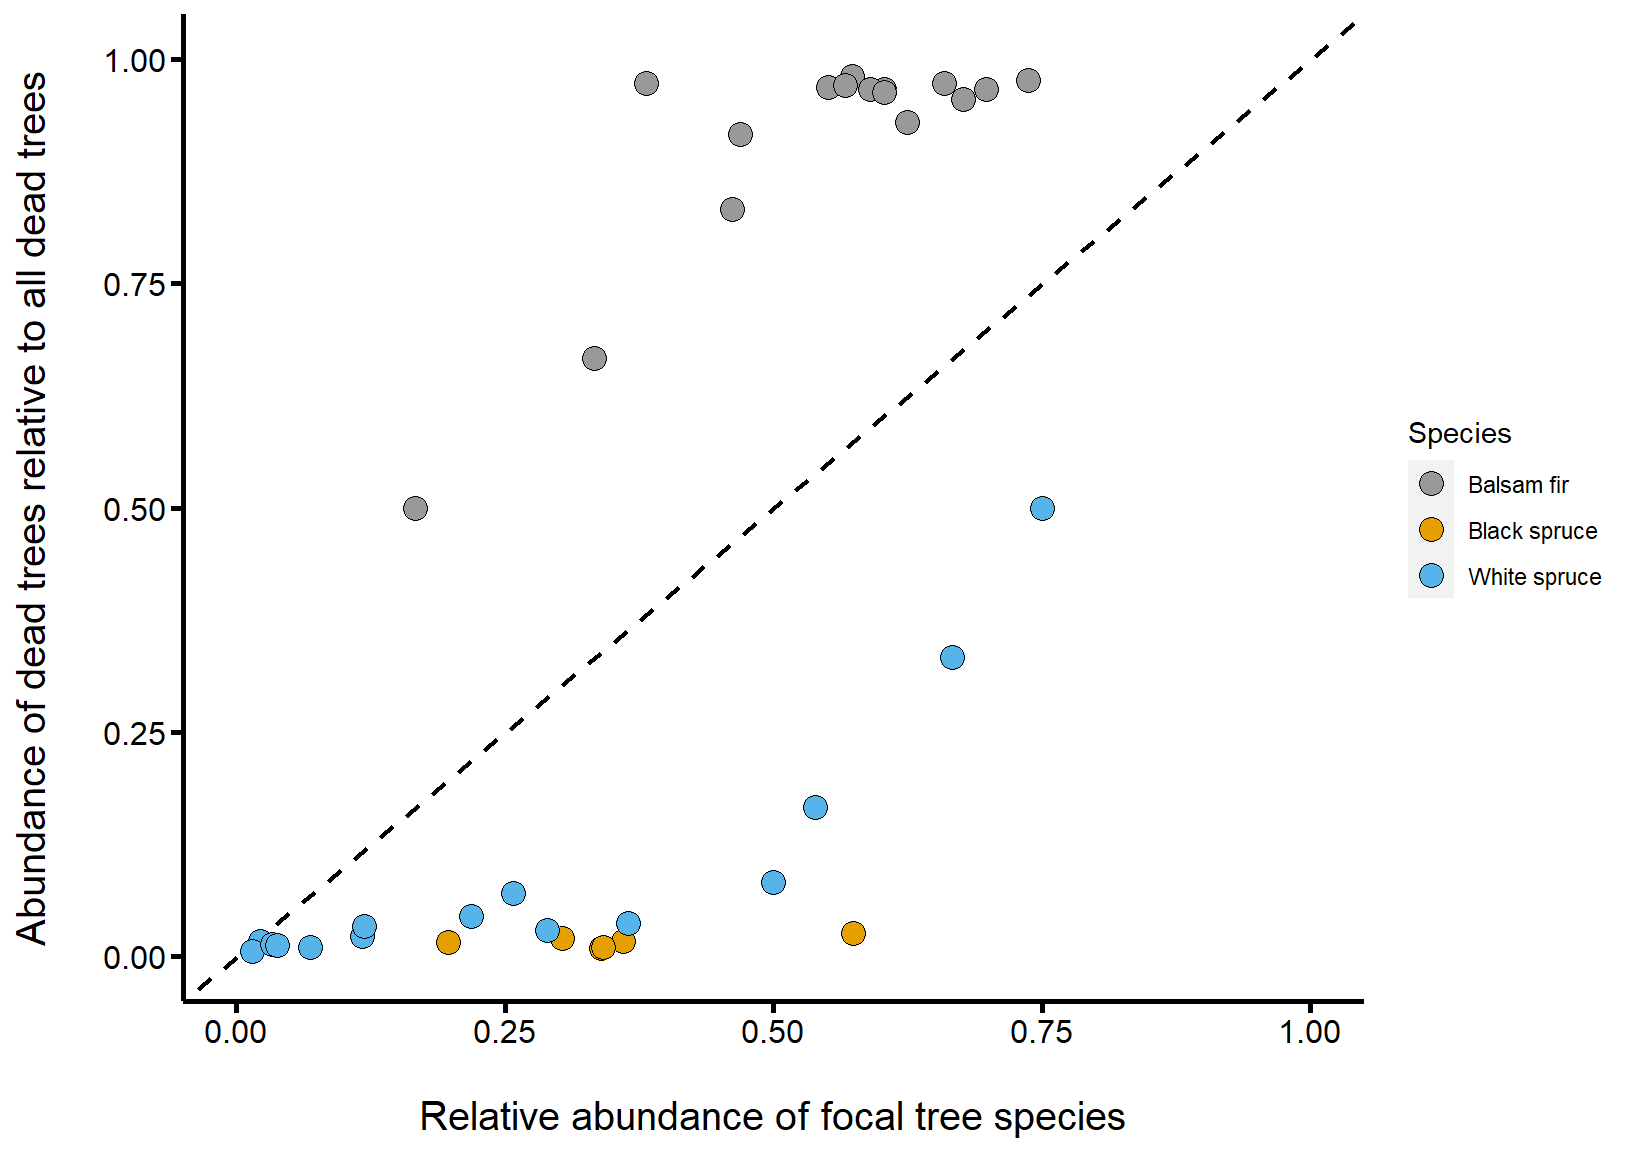 Abundance of dead trees relative to all dead trees
1.00
0.75
0.50
0.25
0.00
0.00 0.25 0.50 0.75 1.00
Relative abundance of focal tree species
Species
Balsam fir
Black spruce
White spruce